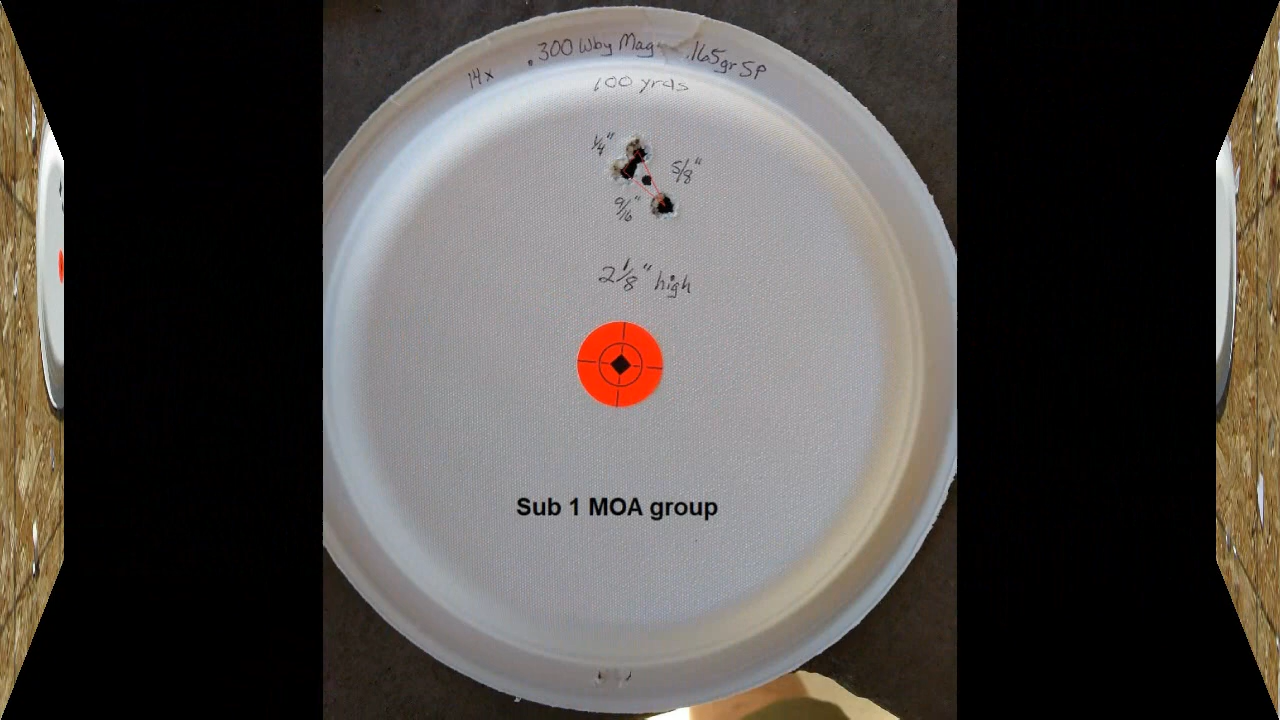 14x .300 Wby Mag. .165gr SP
100 yrds
1/4"
5/8"
9/16"
2 1/8" high
Sub 1 MOA group